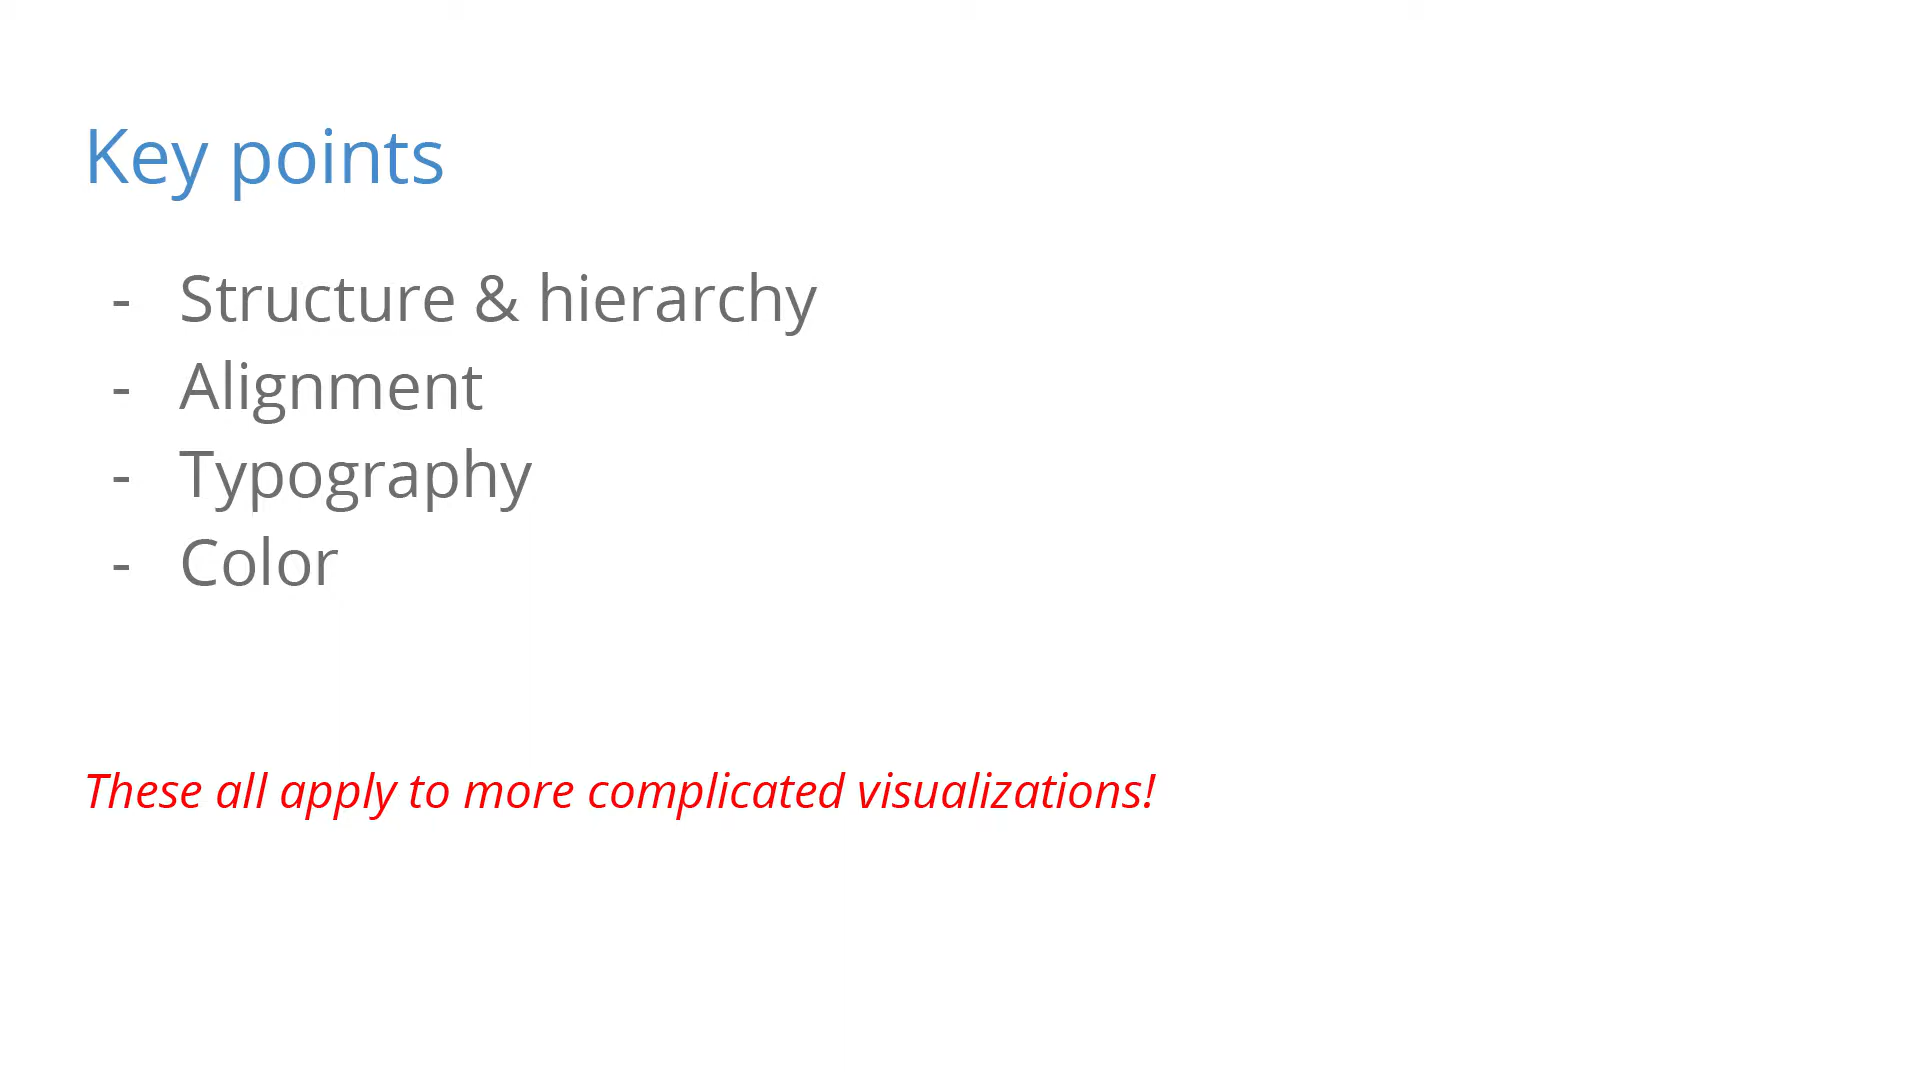 Key points
- Structure & hierarchy
- Alignment
- Typography
- Color
These all apply to more complicated visualizations!